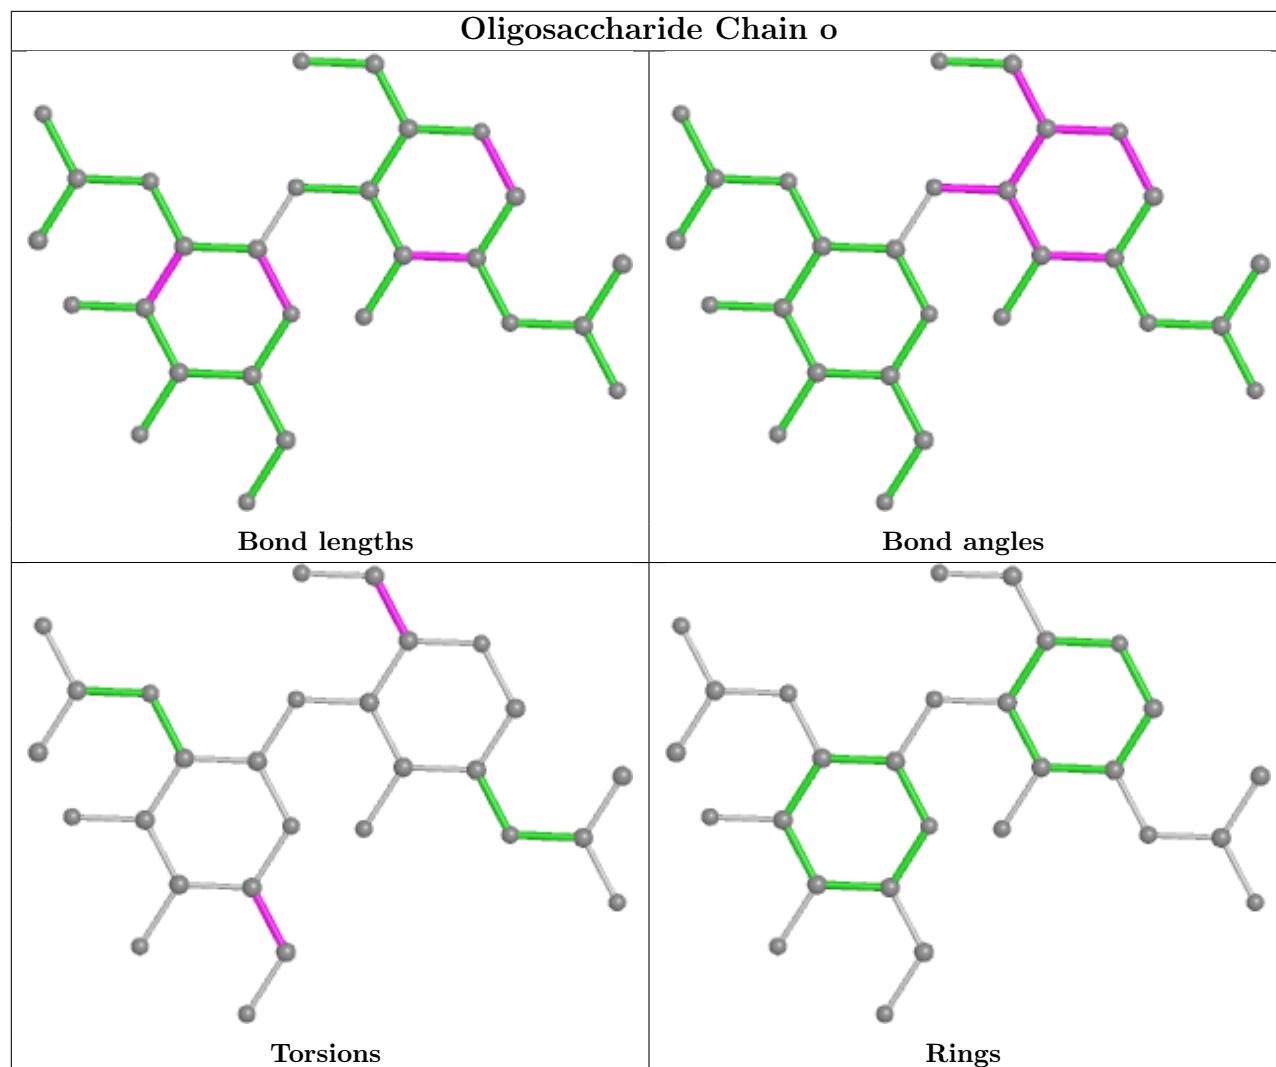 Oligosaccharide Chain o
Bond lengths
Bond angles
Torsions
Rings